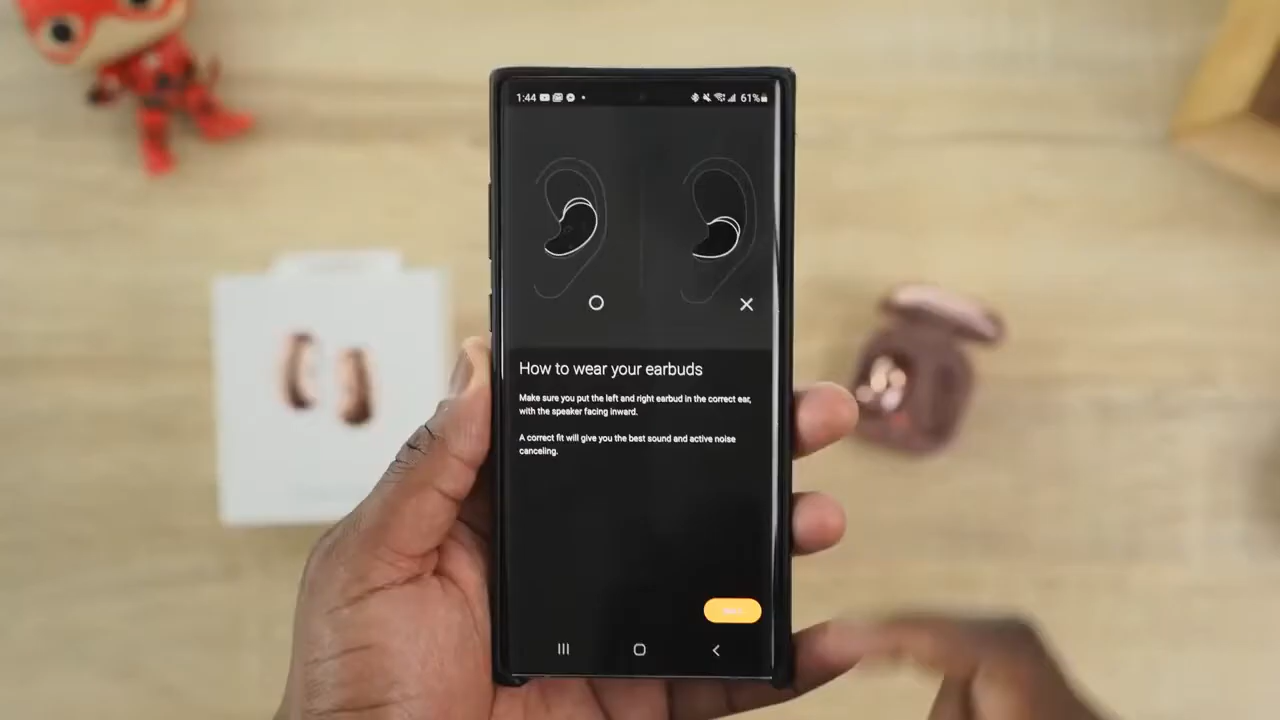 1:44
61%
How to wear your earbuds
Make sure you put the left and right earbud in the correct ear,
with the speaker facing inward.
A correct fit will give you the best sound and active noise
canceling.